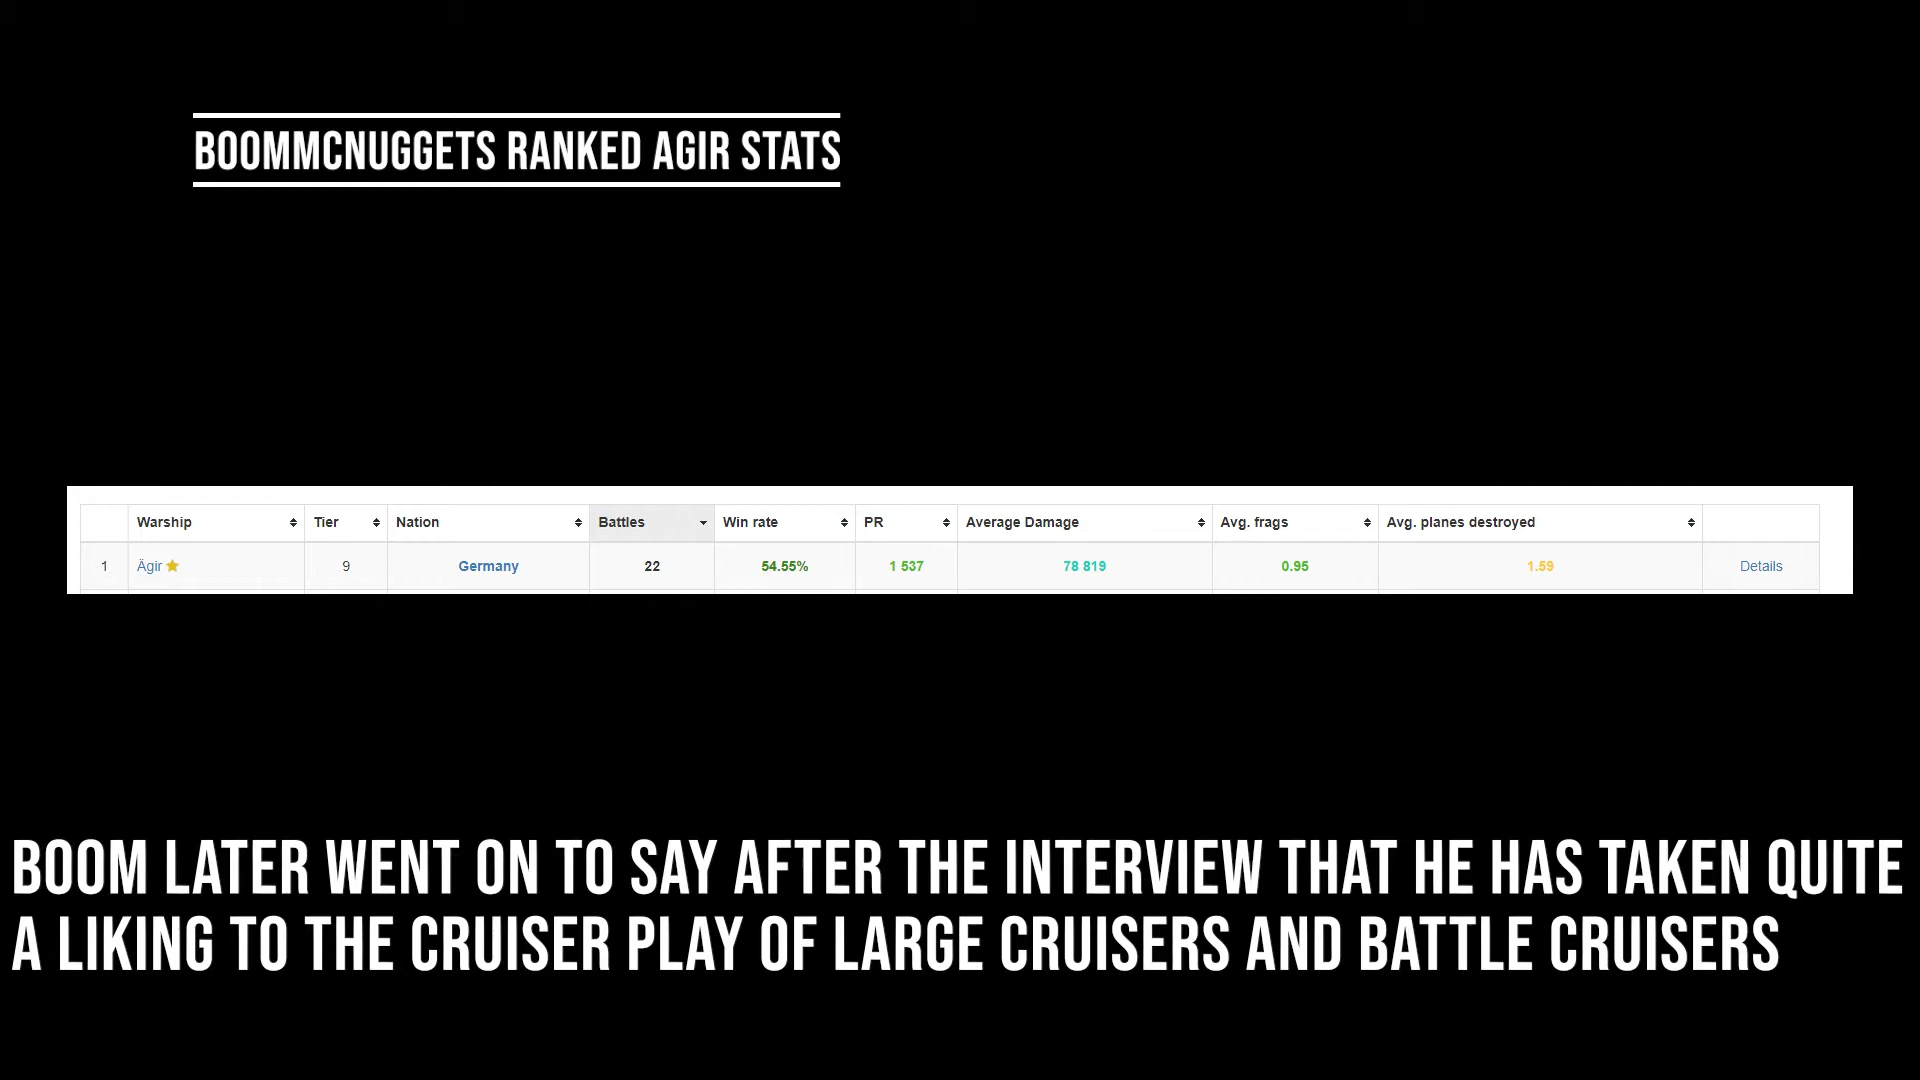 BOOMMCNUGGETS RANKED AGIR STATS
Warship Tier Nation Battles Win rate PR Average Damage Avg. frags Avg. planes destroyed
1 Ägir 9 Germany 22 54.55% 1 537 78 819 0.95 1.59 Details
BOOM LATER WENT ON TO SAY AFTER THE INTERVIEW THAT HE HAS TAKEN QUITE
A LIKING TO THE CRUISER PLAY OF LARGE CRUISERS AND BATTLE CRUISERS